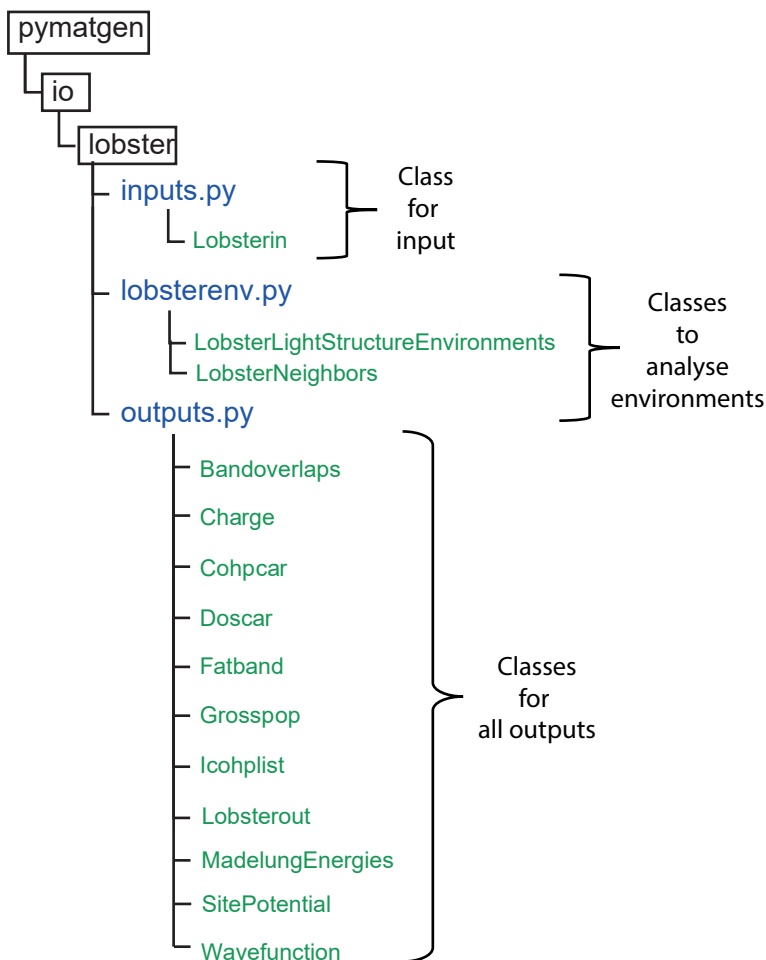 pymatgen
io
lobster
inputs.py
Lobsterin
Class
for
input
lobsterenv.py
LobsterLightStructureEnvironments
LobsterNeighbors
Classes
to
analyse
environments
outputs.py
Bandoverlaps
Charge
Cohpcar
Doscar
Fatband
Grosspop
Icohplist
Lobsterout
MadelungEnergies
SitePotential
Wavefunction
Classes
for
all outputs